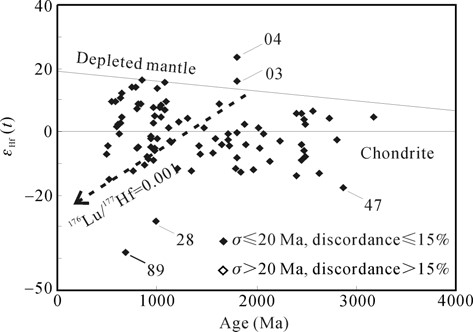 40
04
Depleted mantle
20
03
0
Chondrite
εHf(t)
¹⁷⁶Lu/¹⁷⁷Hf=0.001
−20
47
28
σ≤20 Ma, discordance≤15%
89
σ>20 Ma, discordance>15%
−50
0 1000 2000 3000 4000
Age (Ma)